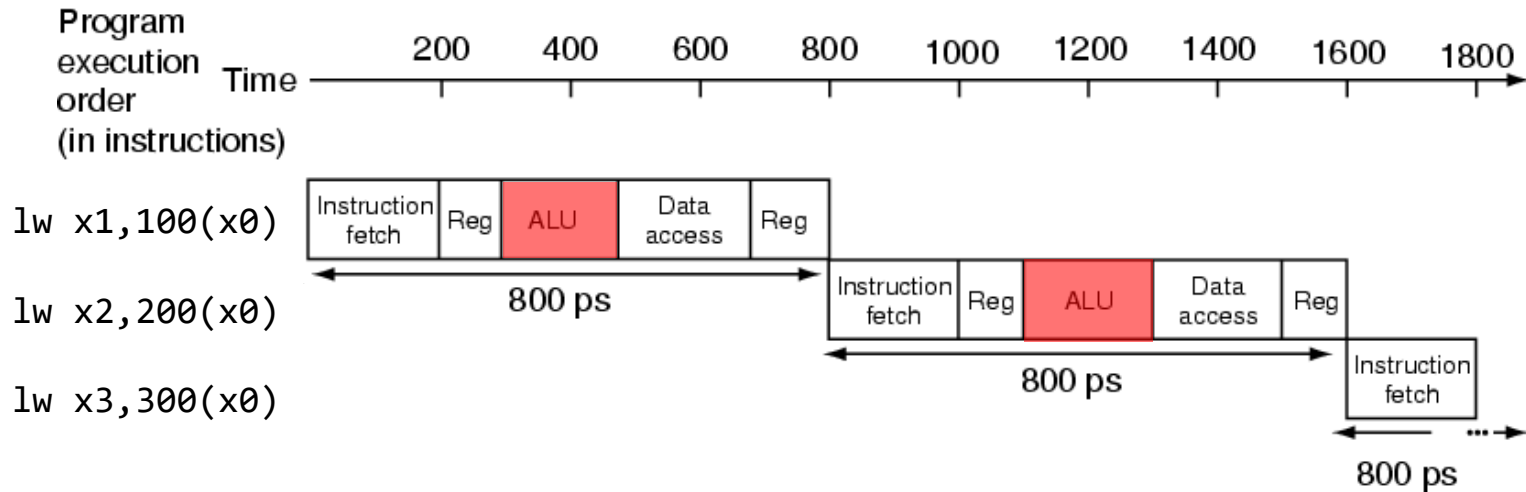 Program
execution
order
(in instructions)
Time
200 400 600 800 1000 1200 1400 1600 1800
lw x1,100(x0)
Instruction
fetch
Reg
ALU
Data
access
Reg
800 ps
lw x2,200(x0)
Instruction
fetch
Reg
ALU
Data
access
Reg
800 ps
lw x3,300(x0)
Instruction
fetch
...
800 ps